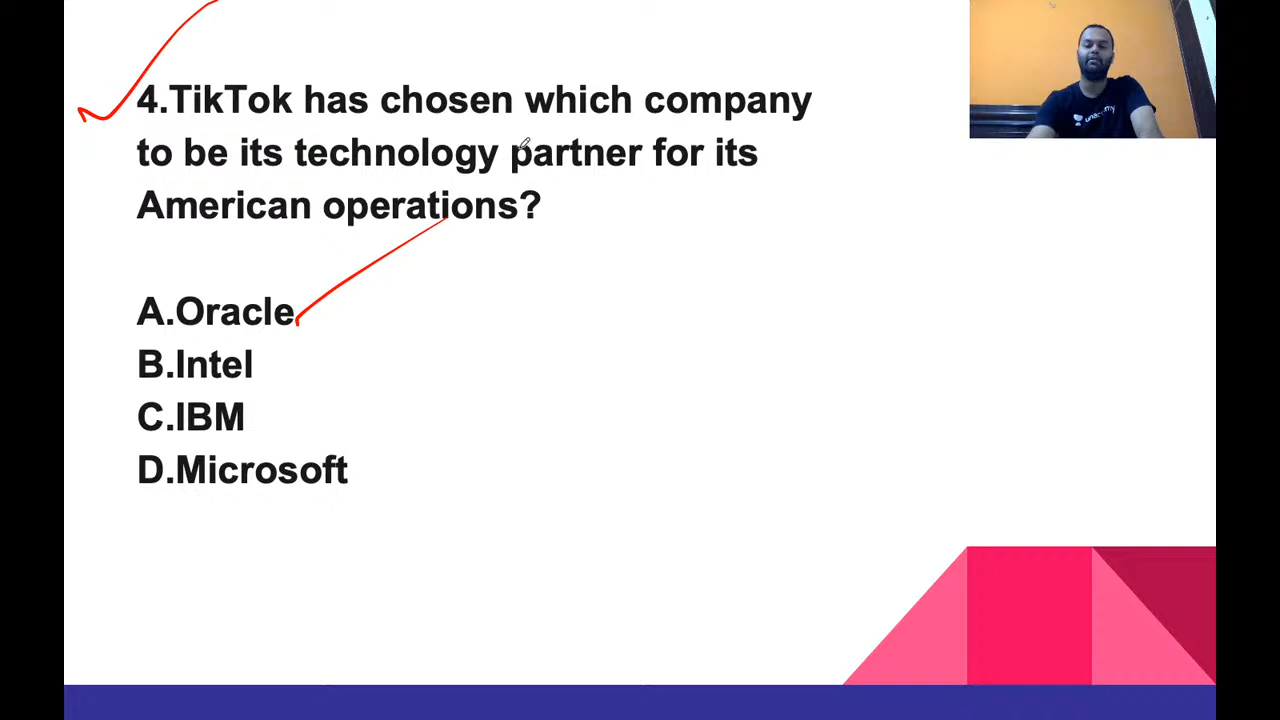 4.TikTok has chosen which company
to be its technology partner for its
American operations?
A.Oracle
B.Intel
C.IBM
D.Microsoft
unacademy